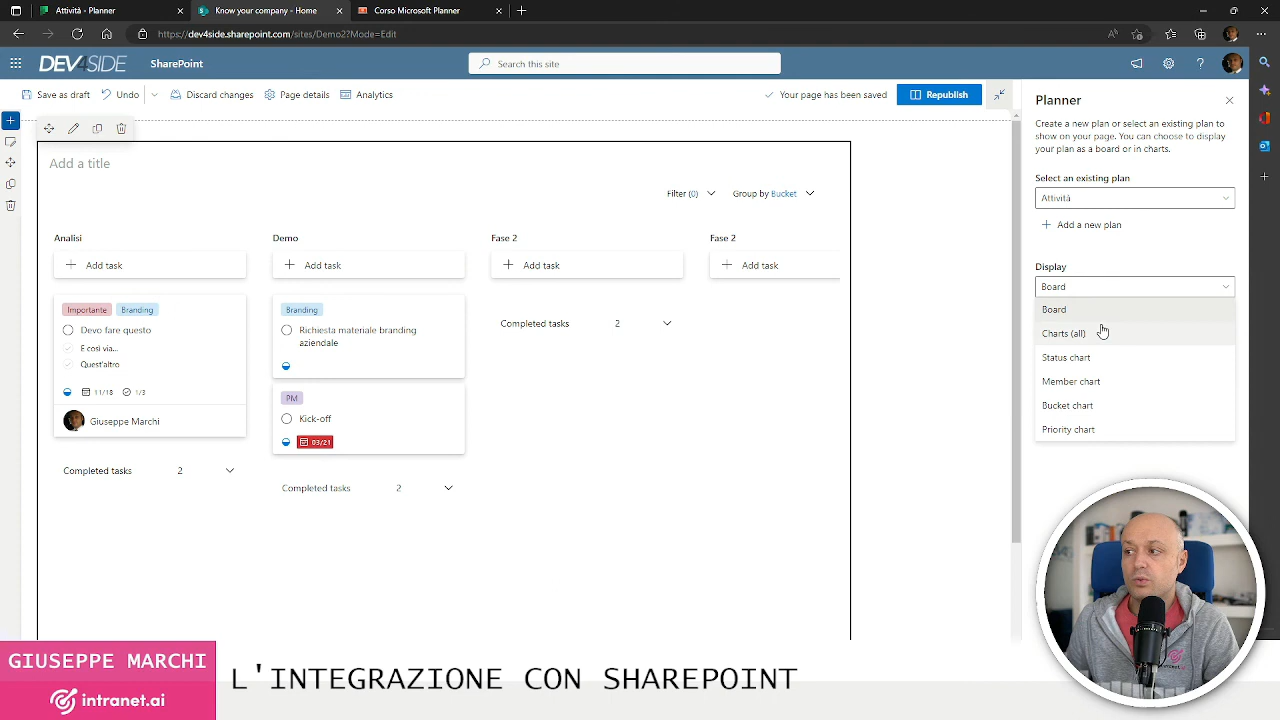 Attività - Planner
Know your company - Home
Corso Microsoft Planner
https://dev4side.sharepoint.com/sites/Demo2?Mode=Edit
DEV4SIDE
SharePoint
Search this site
Save as draft
Undo
Discard changes
Page details
Analytics
Your page has been saved
Republish
Add a title
Filter (0)
Group by Bucket
Analisi
Add task
Importante
Branding
Devo fare questo
E così via...
Quest'altro
11/18
1/3
Giuseppe Marchi
Completed tasks
2
Demo
Add task
Branding
Richiesta materiale branding
aziendale
PM
Kick-off
03/21
Completed tasks
2
Fase 2
Add task
Completed tasks
2
Fase 2
Add task
Planner
Create a new plan or select an existing plan to
show on your page. You can choose to display
your plan as a board or in charts.
Select an existing plan
Attività
Add a new plan
Display
Board
Board
Charts (all)
Status chart
Member chart
Bucket chart
Priority chart
GIUSEPPE MARCHI
intranet.ai
L'INTEGRAZIONE CON SHAREPOINT